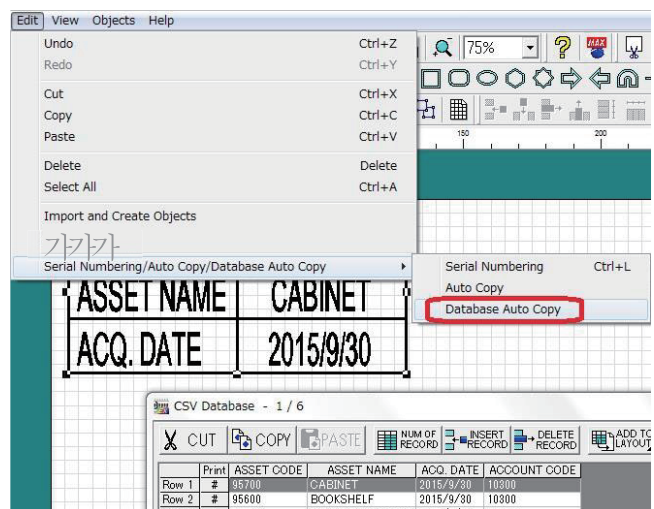 Edit View Objects Help
Undo Ctrl+Z
Redo Ctrl+Y
Cut Ctrl+X
Copy Ctrl+C
Paste Ctrl+V
Delete Delete
Select All Ctrl+A
Import and Create Objects
Serial Numbering/Auto Copy/Database Auto Copy
Serial Numbering Ctrl+L
Auto Copy
Database Auto Copy
75%
MAX
150 200
가가가
ASSET NAME CABINET
ACQ. DATE 2015/9/30
CSV Database - 1 / 6
CUT COPY PASTE NUM OF RECORD INSERT RECORD DELETE RECORD ADD TO LAYOUT
Print ASSET CODE ASSET NAME ACQ. DATE ACCOUNT CODE
Row 1 # 95700 CABINET 2015/9/30 10300
Row 2 # 95600 BOOKSHELF 2015/9/30 10300